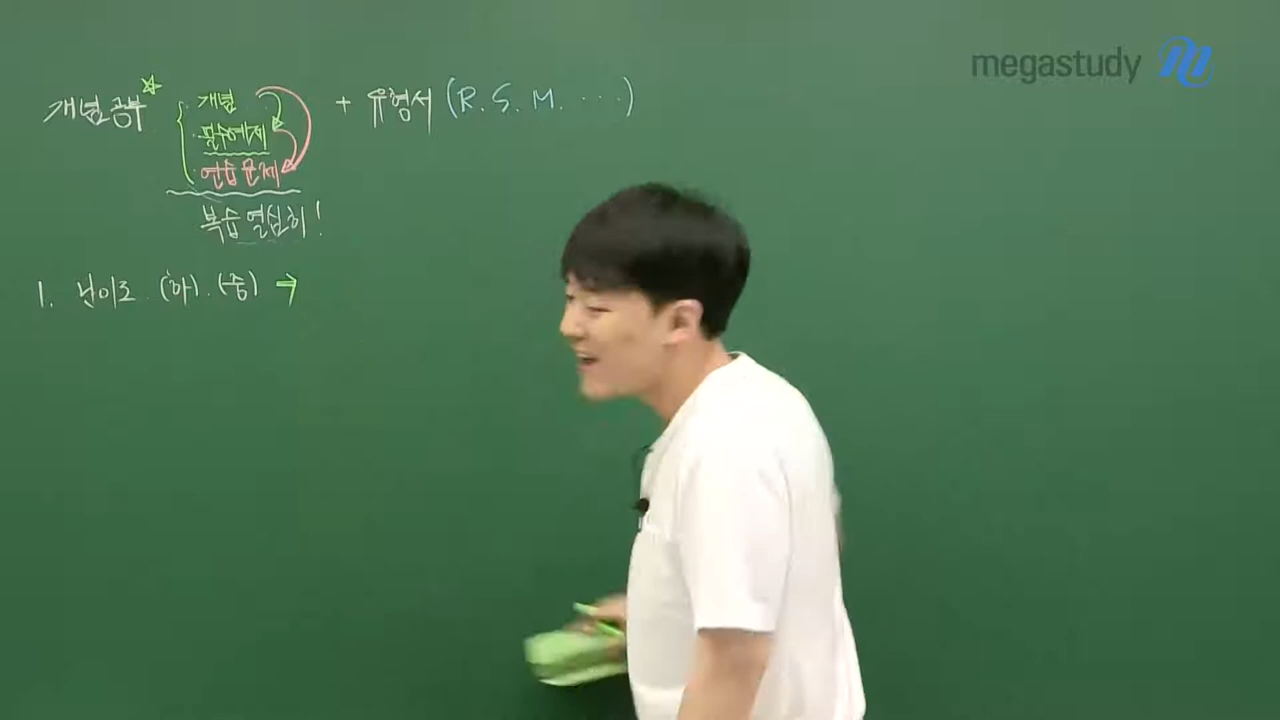 megastudy
개념공부 개념 + 유형서 (R. S. M. ...)
필수예제
연습문제
복습 열심히!
1. 난이도 (하). (중) →